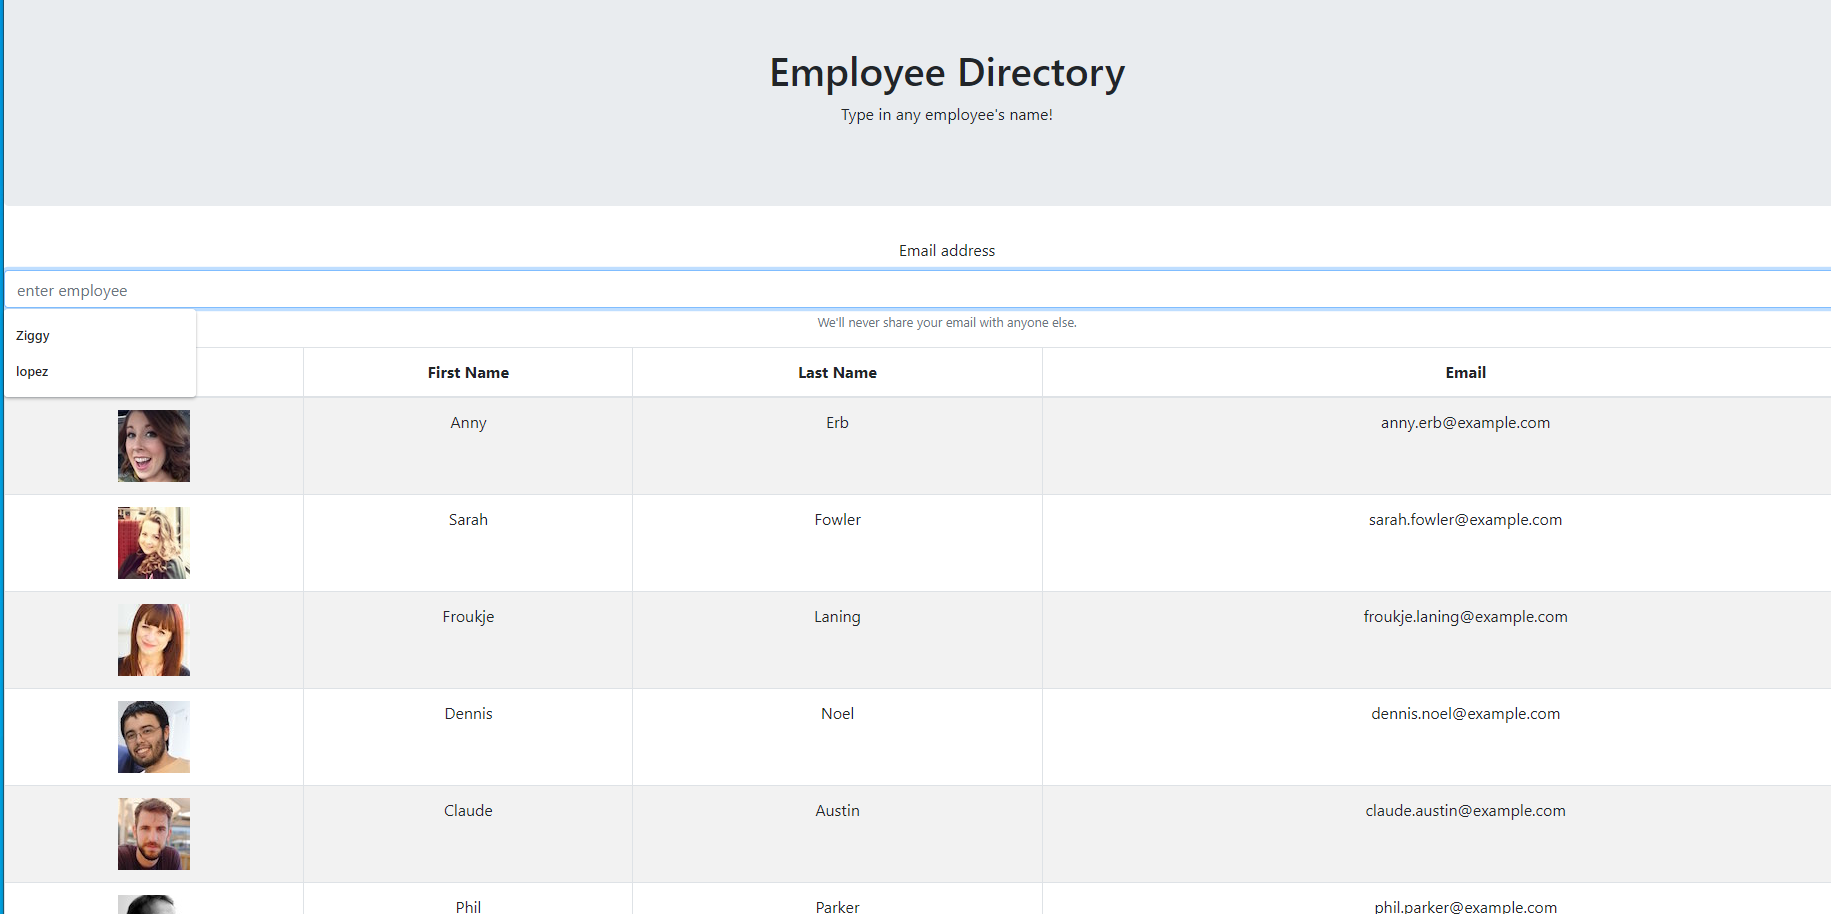 Employee Directory
Type in any employee's name!
Email address
enter employee
Ziggy
lopez
We'll never share your email with anyone else.
First Name Last Name Email
Anny Erb anny.erb@example.com
Sarah Fowler sarah.fowler@example.com
Froukje Laning froukje.laning@example.com
Dennis Noel dennis.noel@example.com
Claude Austin claude.austin@example.com
Phil Parker phil.parker@example.com